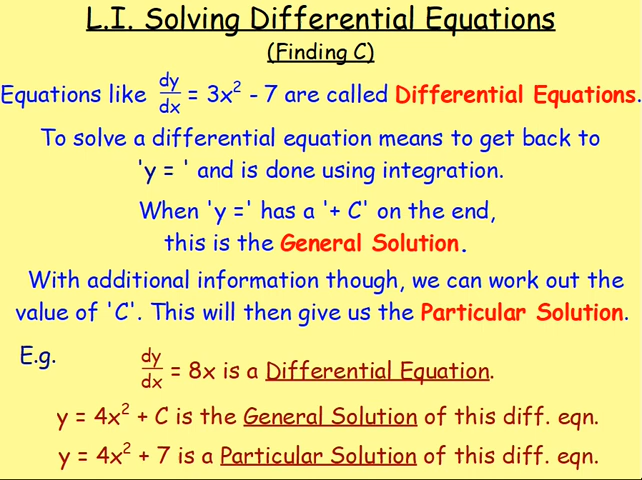 L.I. Solving Differential Equations
(Finding C)
Equations like dy/dx = 3x² - 7 are called Differential Equations.
To solve a differential equation means to get back to
'y = ' and is done using integration.
When 'y =' has a '+ C' on the end,
this is the General Solution.
With additional information though, we can work out the
value of 'C'. This will then give us the Particular Solution.
E.g. dy/dx = 8x is a Differential Equation.
y = 4x² + C is the General Solution of this diff. eqn.
y = 4x² + 7 is a Particular Solution of this diff. eqn.